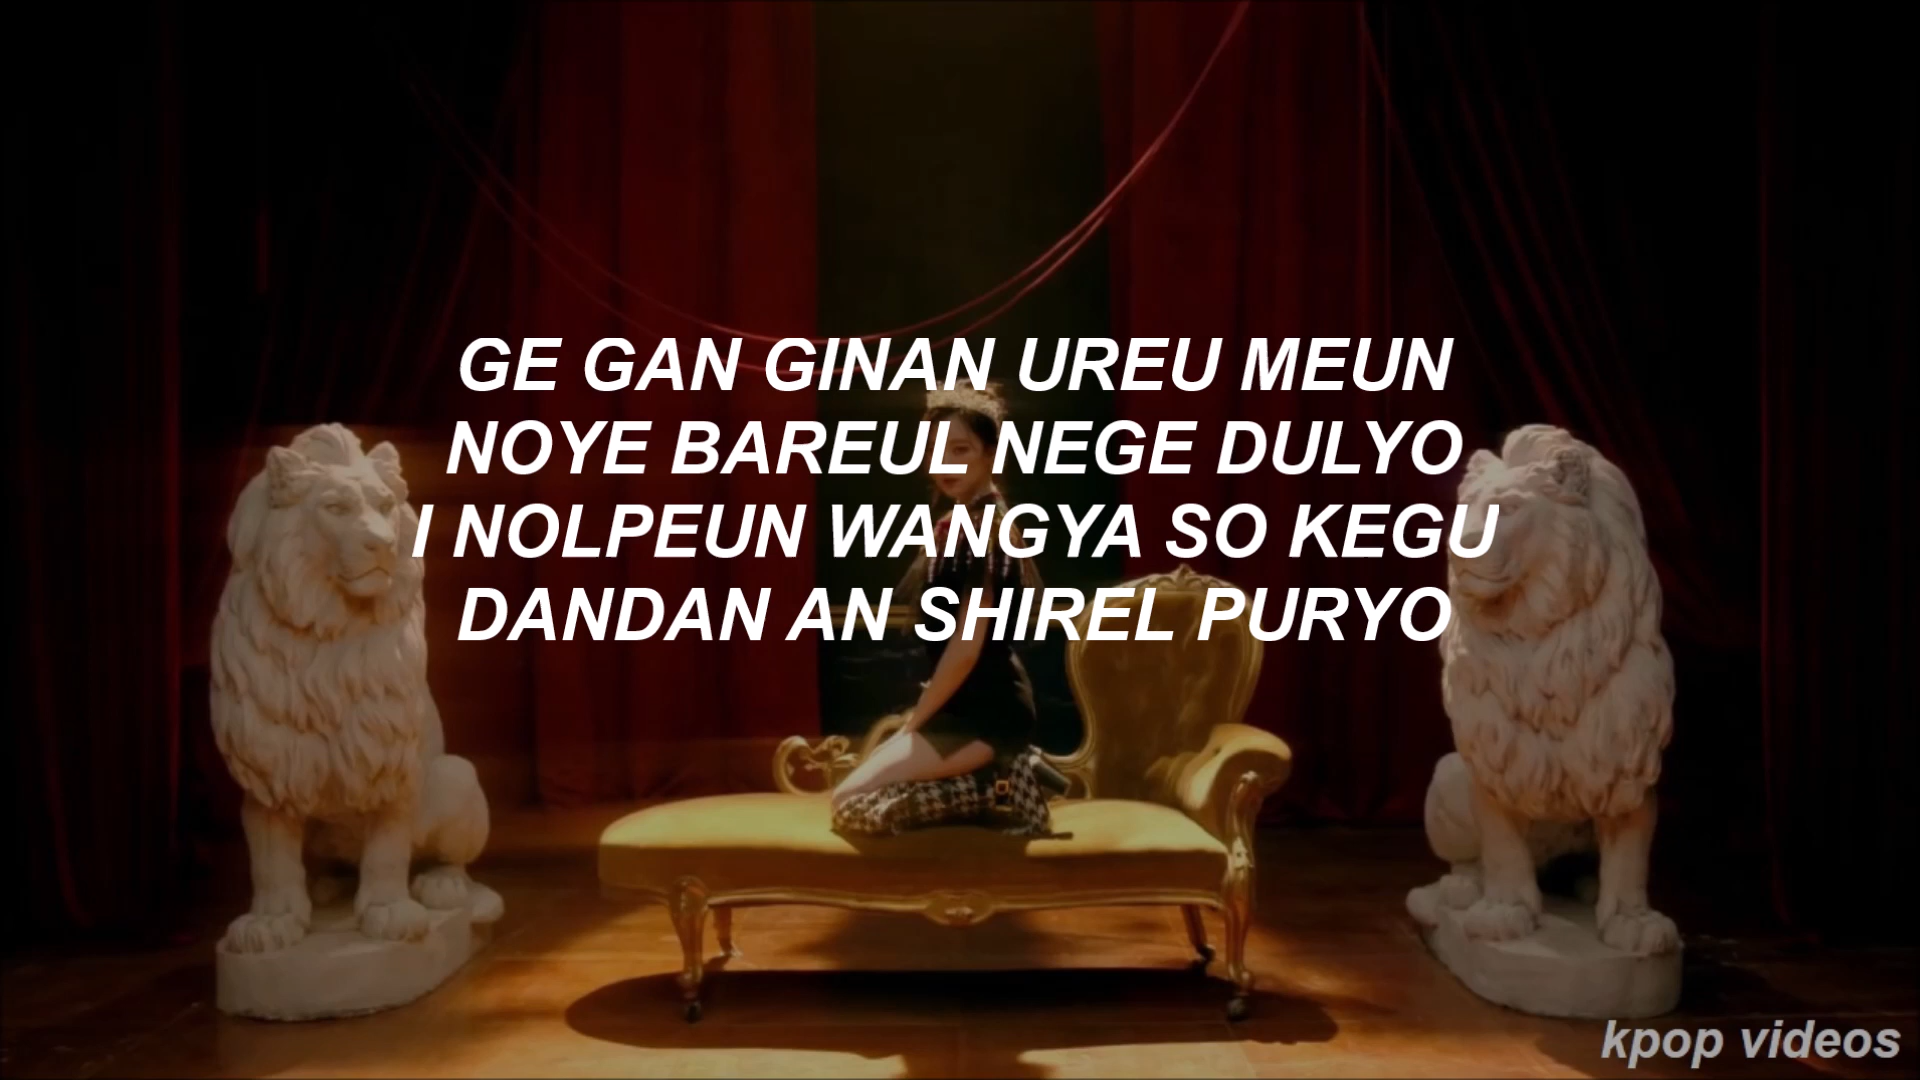 GE GAN GINAN UREU MEUN
NOYE BAREUL NEGE DULYO
I NOLPEUN WANGYA SO KEGU
DANDAN AN SHIREL PURYO
kpop videos